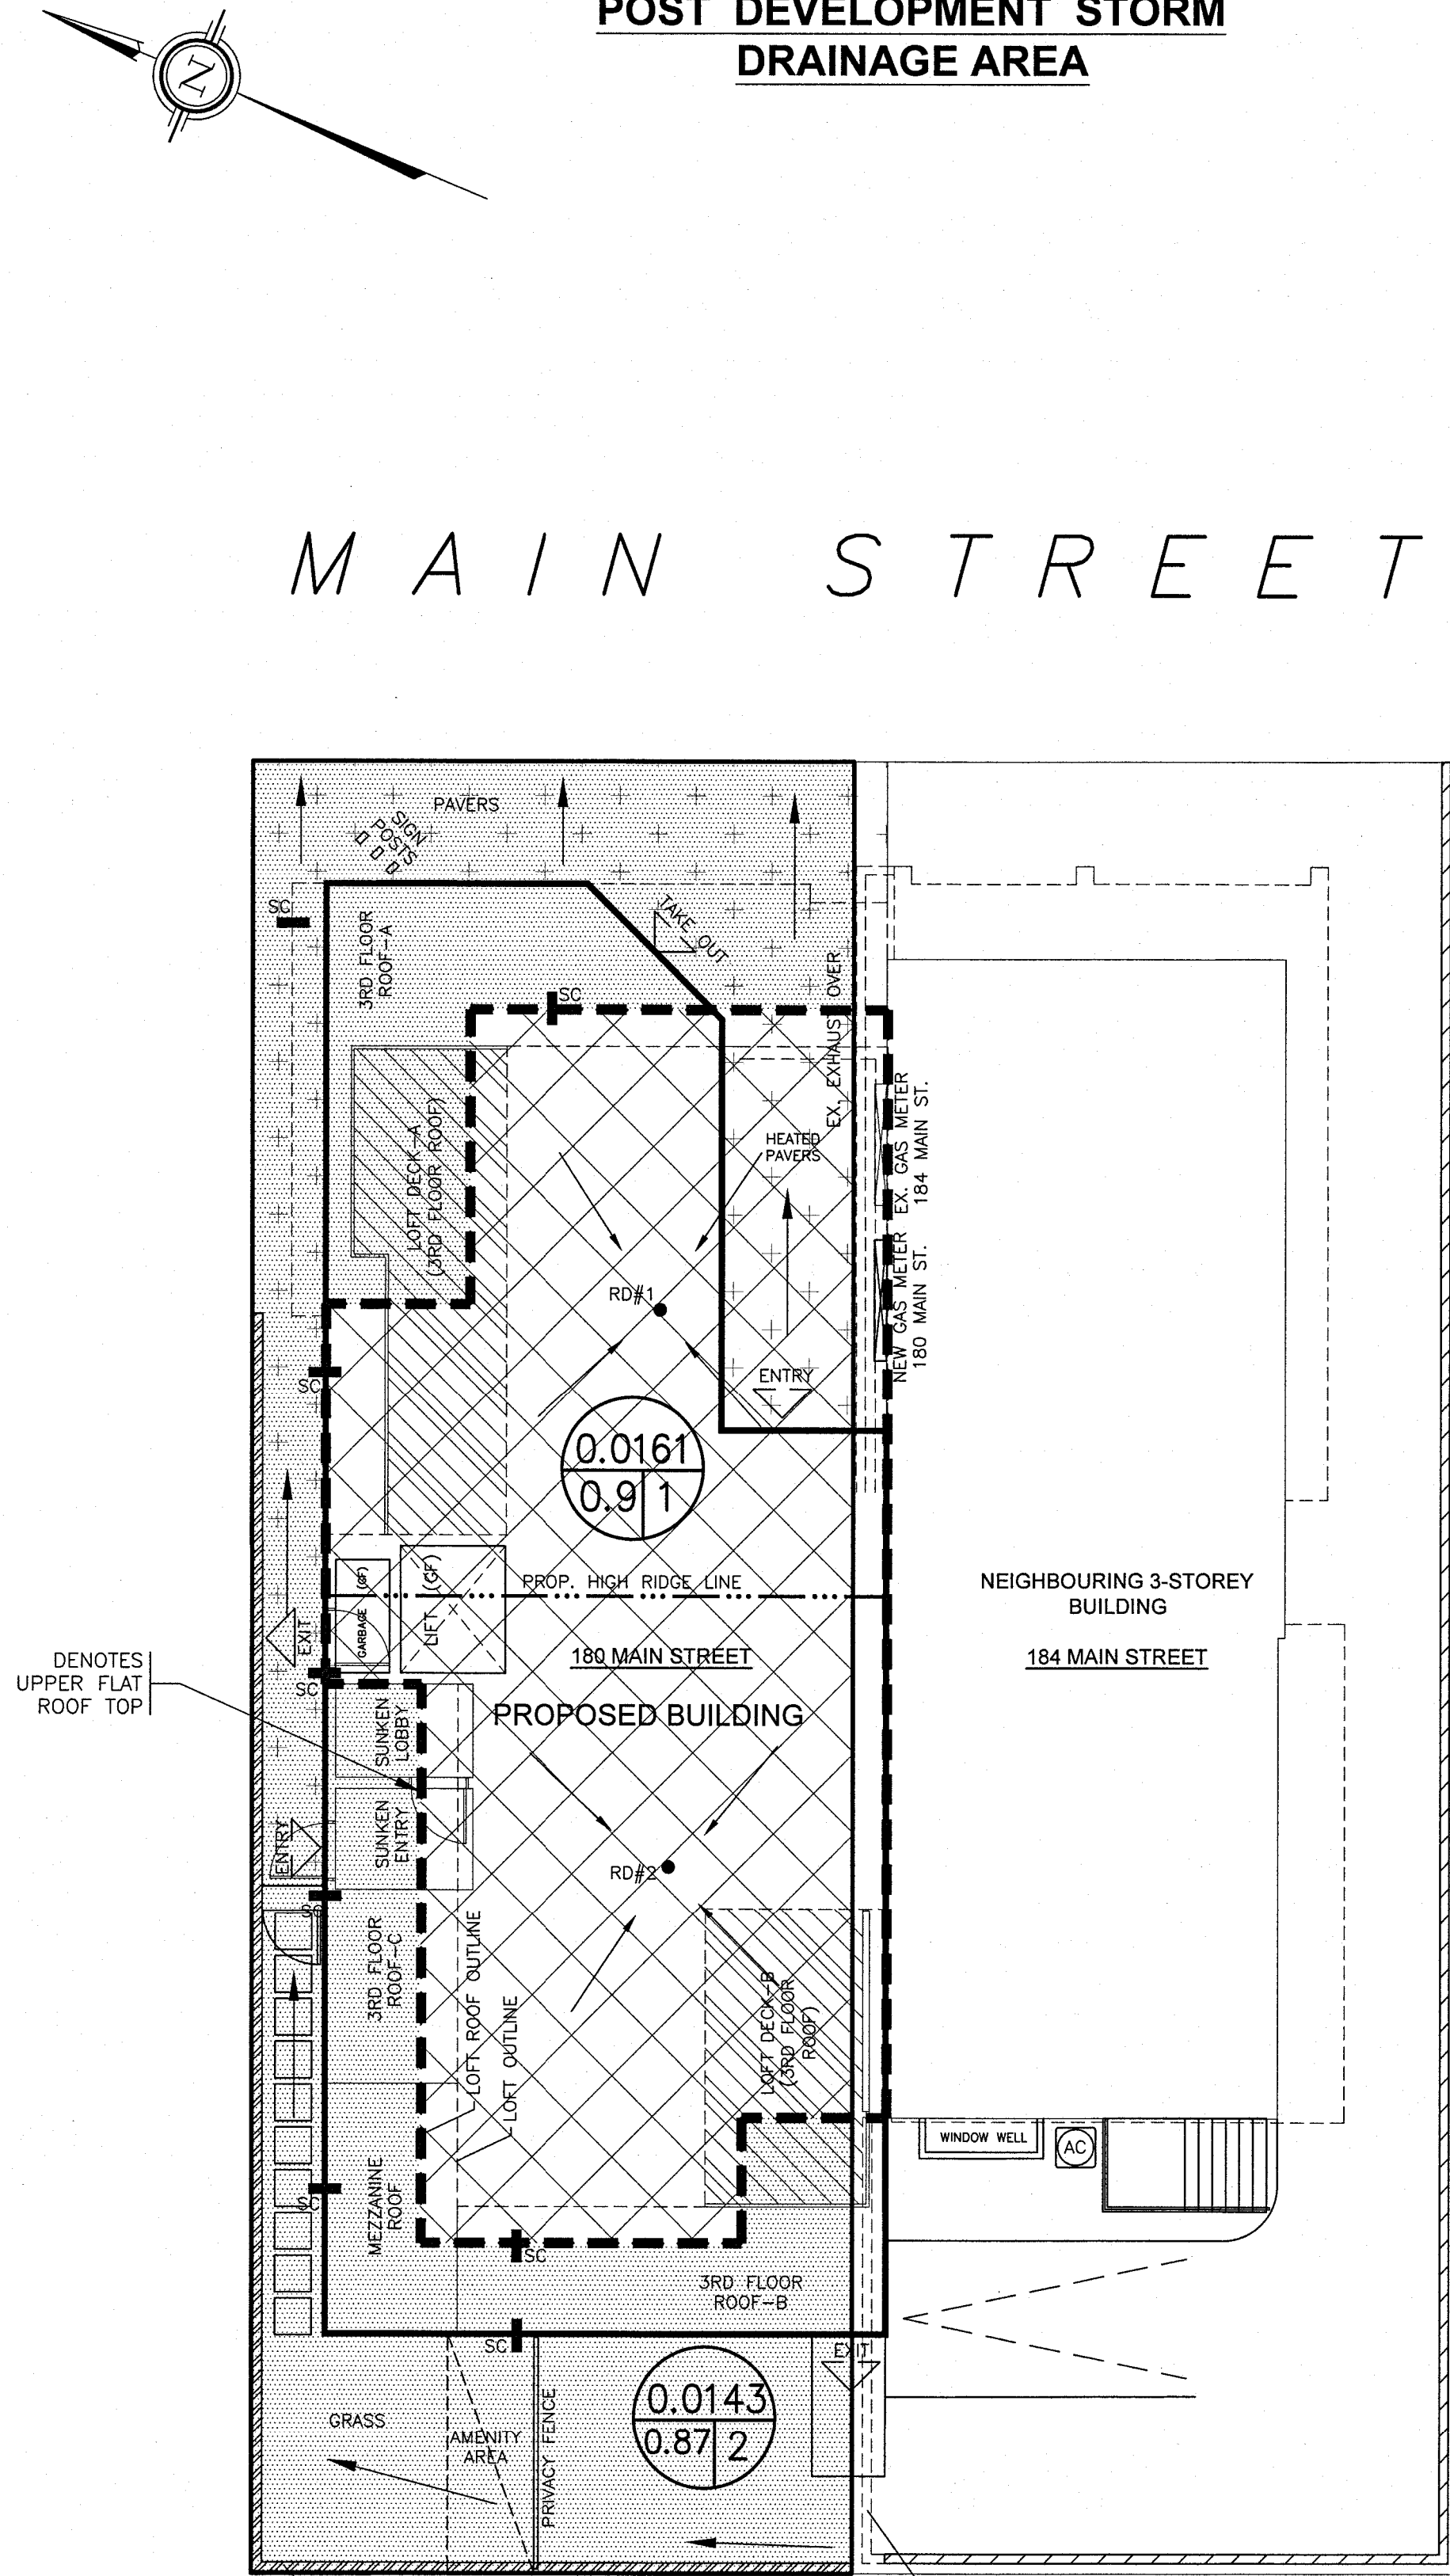 POST DEVELOPMENT STORM
DRAINAGE AREA
N
MAIN STREET
PAVERS
SIGN
POSTS
SC
3RD FLOOR
ROOF-A
TAKE OUT
SC
EX. EXHAUST OVER
LOFT DECK-A
(3RD FLOOR ROOF)
HEATED
PAVERS
EX. GAS METER
184 MAIN ST.
NEW GAS METER
180 MAIN ST.
RD#1
SC
ENTRY
0.0161
0.9 1
GARBAGE (GF)
LIFT (GF)
PROP. HIGH RIDGE LINE
EXIT
NEIGHBOURING 3-STOREY
BUILDING
184 MAIN STREET
180 MAIN STREET
PROPOSED BUILDING
DENOTES
UPPER FLAT
ROOF TOP
SC
SUNKEN
LOBBY
SUNKEN
ENTRY
ENTRY
RD#2
SC
3RD FLOOR
ROOF-C
LOFT ROOF OUTLINE
LOFT OUTLINE
LOFT DECK-B
(3RD FLOOR
ROOF)
WINDOW WELL
AC
MEZZANINE
ROOF
SC
SC
3RD FLOOR
ROOF-B
SC
EXIT
0.0143
0.87 2
GRASS
AMENITY
AREA
PRIVACY FENCE